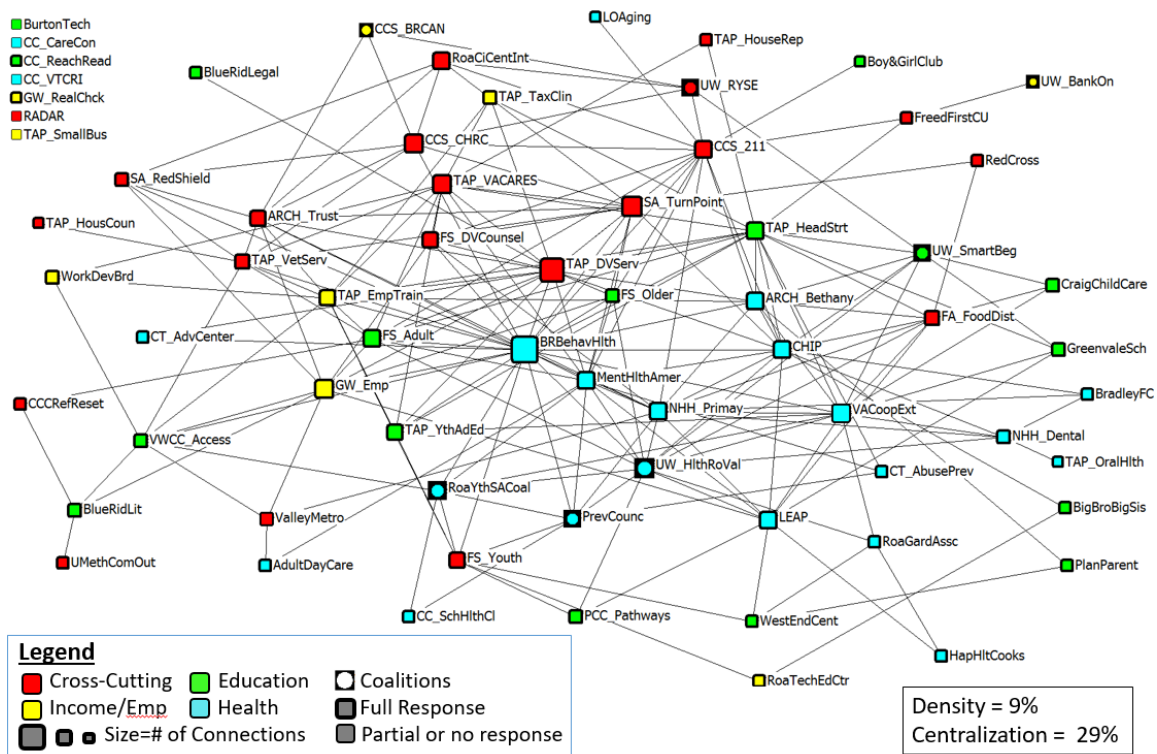 BurtonTech
CC_CareCon
CC_ReachRead
CC_VTCRI
GW_RealChck
RADAR
TAP_SmallBus
LOAging
CCS_BRCAN
TAP_HouseRep
RoaCiCentInt
Boy&GirlClub
BlueRidLegal
UW_RYSE
UW_BankOn
TAP_TaxClin
FreedFirstCU
CCS_CHRC
CCS_211
RedCross
SA_RedShield
TAP_VACARES
SA_TurnPoint
TAP_HousCoun
ARCH_Trust
FS_DVCounsel
TAP_HeadStrt
UW_SmartBeg
TAP_VetServ
TAP_DVServ
WorkDevBrd
CraigChildCare
TAP_EmpTrain
FS_Older
ARCH_Bethany
FA_FoodDist
CT_AdvCenter
FS_Adult
BRBehavHlth
CHIP
GreenvaleSch
GW_Emp
MentHlthAmer
BradleyFC
CCCRefReset
NHH_Primay
VACoopExt
VWCC_Access
TAP_YthAdEd
NHH_Dental
UW_HlthRoVal
CT_AbusePrev
TAP_OralHlth
RoaYthSACoal
BlueRidLit
ValleyMetro
PrevCounc
LEAP
BigBroBigSis
RoaGardAssc
UMethComOut
AdultDayCare
FS_Youth
PlanParent
CC_SchHlthCl
PCC_Pathways
WestEndCent
HapHltCooks
RoaTechEdCtr
Legend
Cross-Cutting Education Coalitions
Income/Emp Health Full Response
Size=# of Connections Partial or no response
Density = 9%
Centralization = 29%